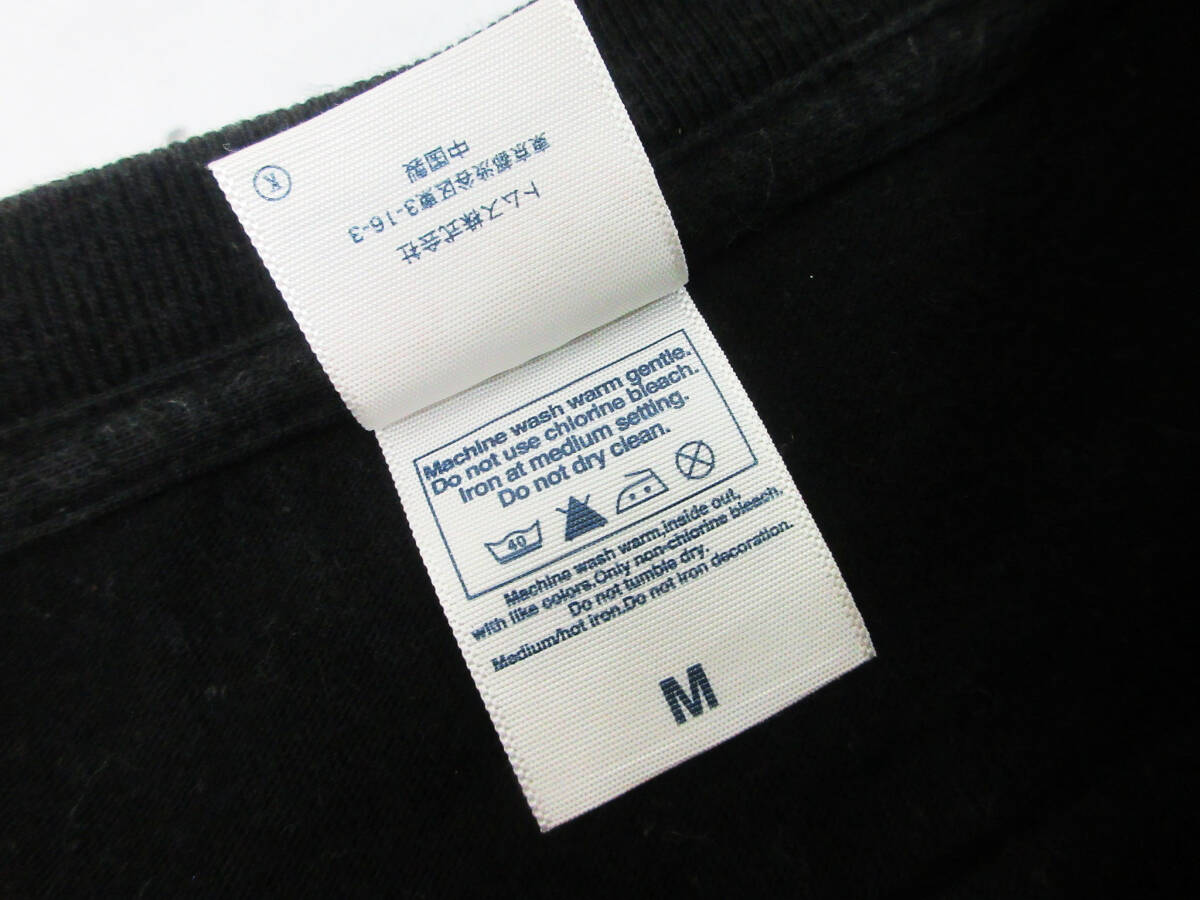 トムス株式会社
東京都渋谷区東3-16-3
中国製
K
Machine wash warm gentle.
Do not use chlorine bleach.
Iron at medium setting.
Do not dry clean.
40
Machine wash warm,inside out,
with like colors.Only non-chlorine bleach.
Do not tumble dry.
Medium/hot iron.Do not iron decoration.
M